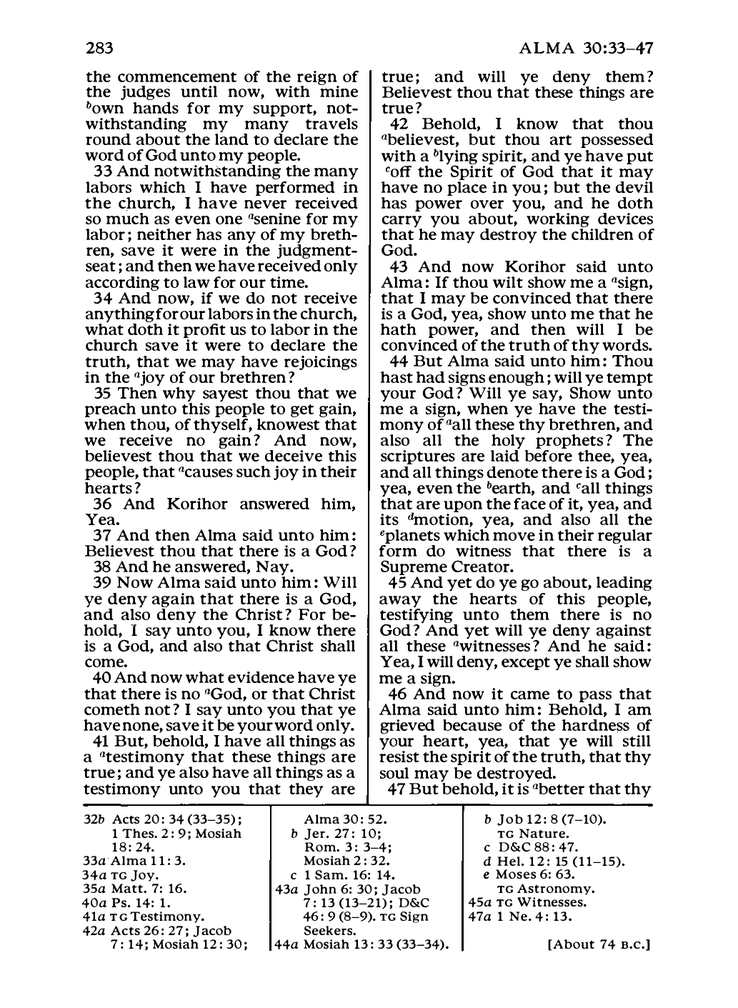 283
ALMA 30:33–47
the commencement of the reign of
the judges until now, with mine
bown hands for my support, not-
withstanding my many travels
round about the land to declare the
word of God unto my people.
33 And notwithstanding the many
labors which I have performed in
the church, I have never received
so much as even one asenine for my
labor; neither has any of my breth-
ren, save it were in the judgment-
seat; and then we have received only
according to law for our time.
34 And now, if we do not receive
anything for our labors in the church,
what doth it profit us to labor in the
church save it were to declare the
truth, that we may have rejoicings
in the ajoy of our brethren?
35 Then why sayest thou that we
preach unto this people to get gain,
when thou, of thyself, knowest that
we receive no gain? And now,
believest thou that we deceive this
people, that acauses such joy in their
hearts?
36 And Korihor answered him,
Yea.
37 And then Alma said unto him:
Believest thou that there is a God?
38 And he answered, Nay.
39 Now Alma said unto him: Will
ye deny again that there is a God,
and also deny the Christ? For be-
hold, I say unto you, I know there
is a God, and also that Christ shall
come.
40 And now what evidence have ye
that there is no aGod, or that Christ
cometh not? I say unto you that ye
have none, save it be your word only.
41 But, behold, I have all things as
a atestimony that these things are
true; and ye also have all things as a
testimony unto you that they are
true; and will ye deny them?
Believest thou that these things are
true?
42 Behold, I know that thou
abelievest, but thou art possessed
with a blying spirit, and ye have put
coff the Spirit of God that it may
have no place in you; but the devil
has power over you, and he doth
carry you about, working devices
that he may destroy the children of
God.
43 And now Korihor said unto
Alma: If thou wilt show me a asign,
that I may be convinced that there
is a God, yea, show unto me that he
hath power, and then will I be
convinced of the truth of thy words.
44 But Alma said unto him: Thou
hast had signs enough; will ye tempt
your God? Will ye say, Show unto
me a sign, when ye have the testi-
mony of aall these thy brethren, and
also all the holy prophets? The
scriptures are laid before thee, yea,
and all things denote there is a God;
yea, even the bearth, and call things
that are upon the face of it, yea, and
its dmotion, yea, and also all the
eplanets which move in their regular
form do witness that there is a
Supreme Creator.
45 And yet do ye go about, leading
away the hearts of this people,
testifying unto them there is no
God? And yet will ye deny against
all these awitnesses? And he said:
Yea, I will deny, except ye shall show
me a sign.
46 And now it came to pass that
Alma said unto him: Behold, I am
grieved because of the hardness of
your heart, yea, that ye will still
resist the spirit of the truth, that thy
soul may be destroyed.
47 But behold, it is abetter that thy
32b Acts 20: 34 (33–35);
1 Thes. 2: 9; Mosiah
18: 24.
33a Alma 11: 3.
34a TG Joy.
35a Matt. 7: 16.
40a Ps. 14: 1.
41a TG Testimony.
42a Acts 26: 27; Jacob
7: 14; Mosiah 12: 30;
Alma 30: 52.
b Jer. 27: 10;
Rom. 3: 3–4;
Mosiah 2: 32.
c 1 Sam. 16: 14.
43a John 6: 30; Jacob
7: 13 (13–21); D&C
46: 9 (8–9). TG Sign
Seekers.
44a Mosiah 13: 33 (33–34).
b Job 12: 8 (7–10).
TG Nature.
c D&C 88: 47.
d Hel. 12: 15 (11–15).
e Moses 6: 63.
TG Astronomy.
45a TG Witnesses.
47a 1 Ne. 4: 13.
[About 74 B.C.]